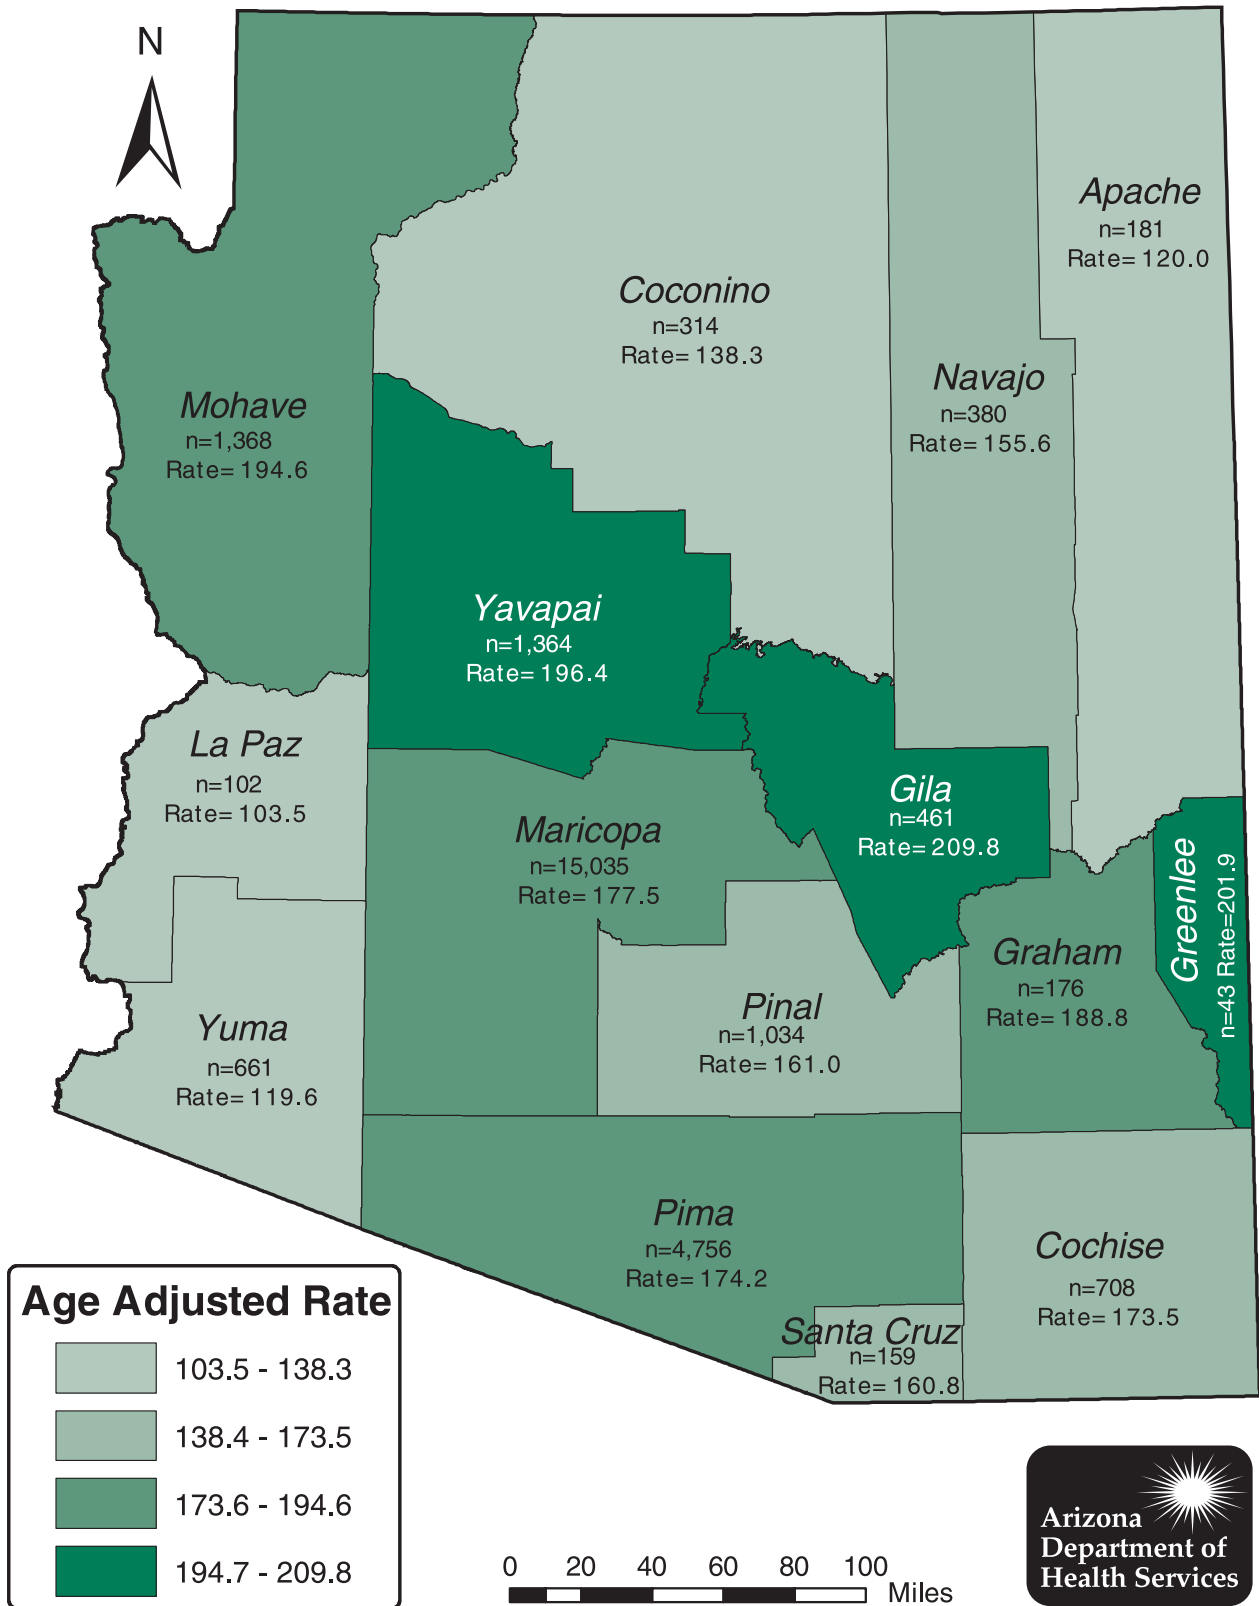 N
Apache
n=181
Rate= 120.0
Coconino
n=314
Rate= 138.3
Navajo
n=380
Rate= 155.6
Mohave
n=1,368
Rate= 194.6
Yavapai
n=1,364
Rate= 196.4
La Paz
n=102
Rate= 103.5
Gila
n=461
Rate= 209.8
Maricopa
n=15,035
Rate= 177.5
Greenlee
n=43 Rate=201.9
Graham
n=176
Rate= 188.8
Pinal
n=1,034
Rate= 161.0
Yuma
n=661
Rate= 119.6
Pima
n=4,756
Rate= 174.2
Cochise
n=708
Rate= 173.5
Santa Cruz
n=159
Rate= 160.8
Age Adjusted Rate
103.5 - 138.3
138.4 - 173.5
173.6 - 194.6
194.7 - 209.8
0 20 40 60 80 100
Miles
Arizona
Department of
Health Services